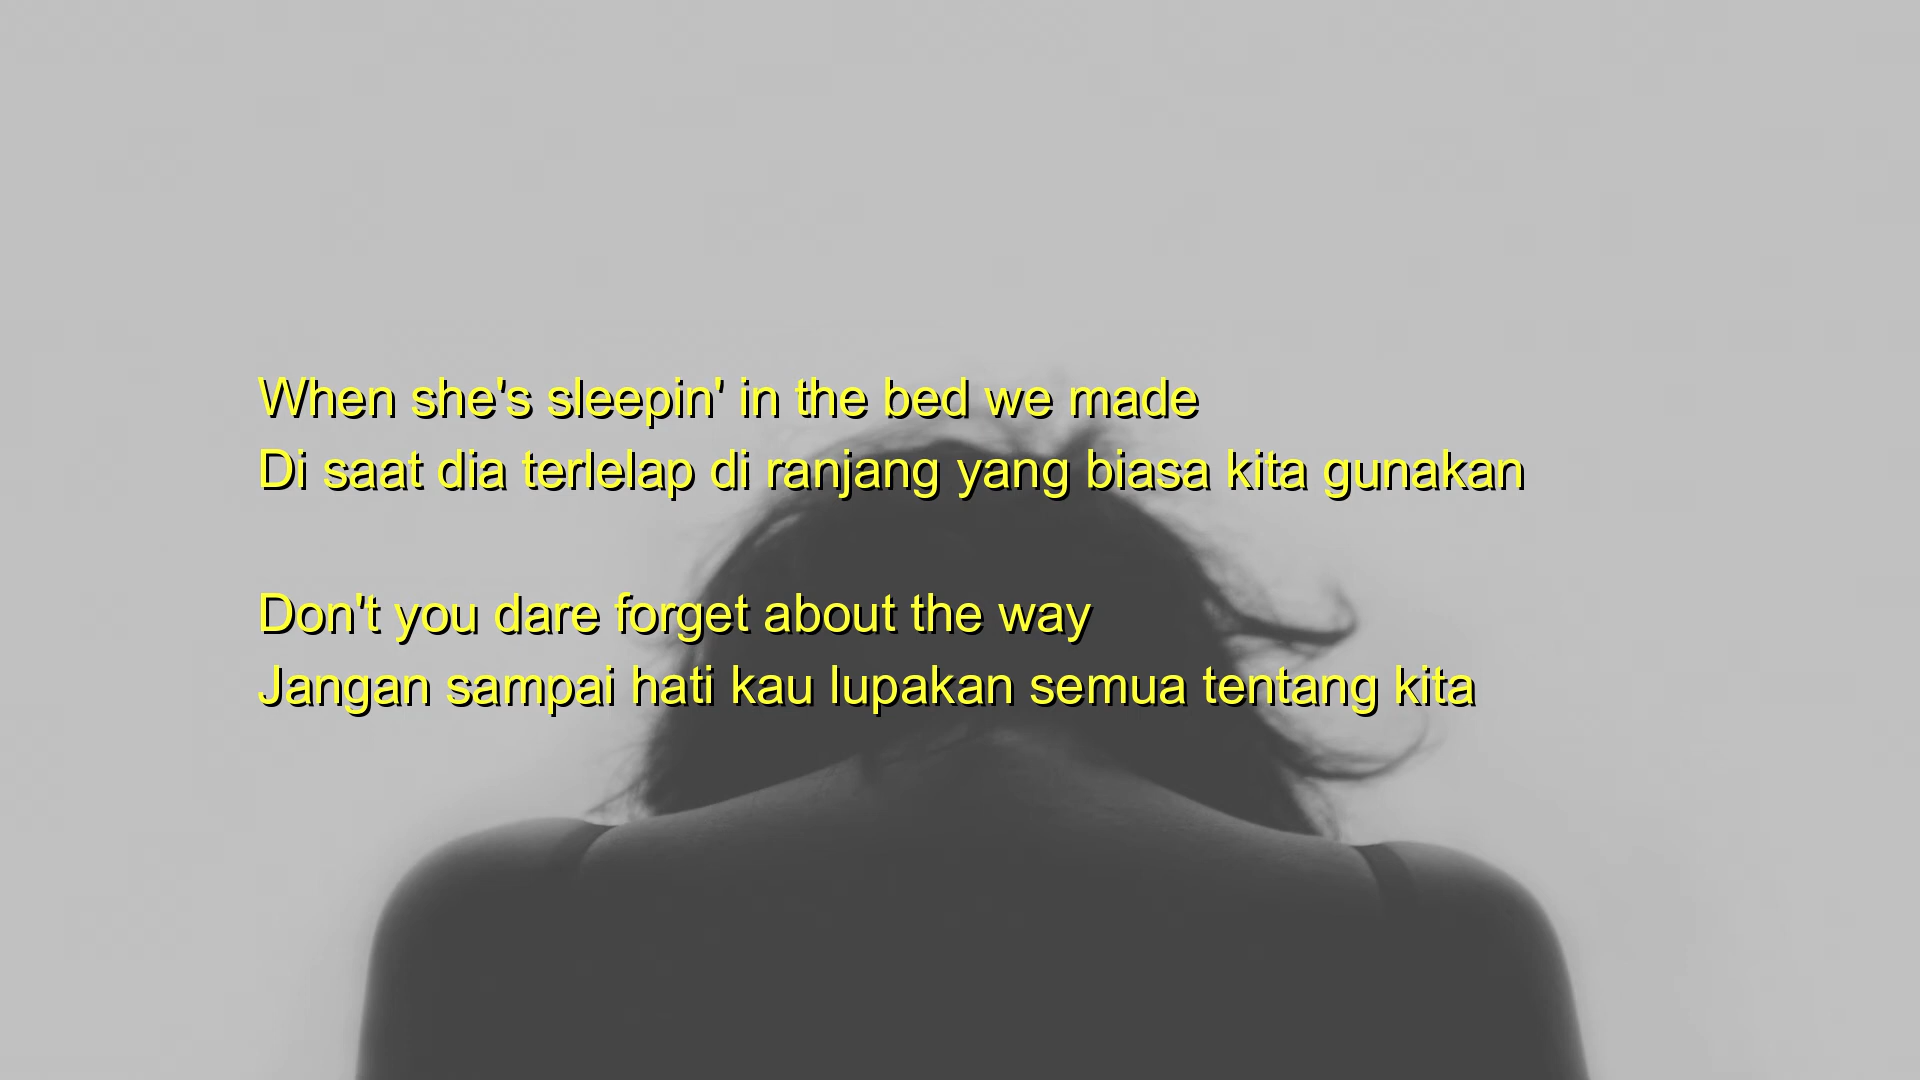 When she's sleepin' in the bed we made
Di saat dia terlelap di ranjang yang biasa kita gunakan
Don't you dare forget about the way
Jangan sampai hati kau lupakan semua tentang kita